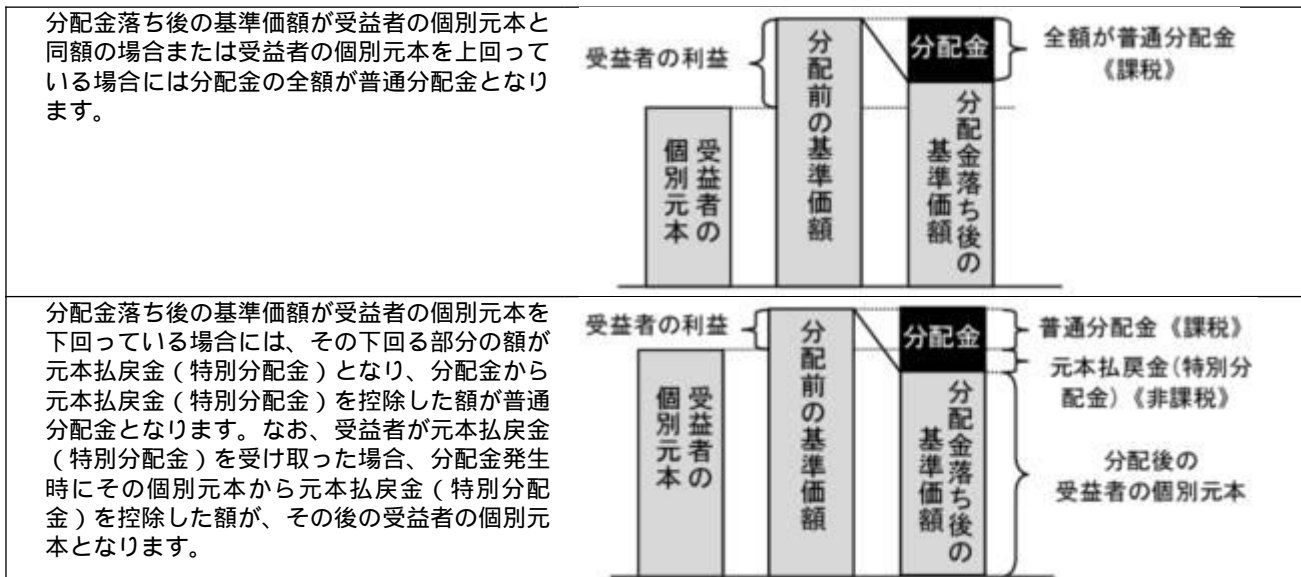 分配金落ち後の基準価額が受益者の個別元本と
同額の場合または受益者の個別元本を上回って
いる場合には分配金の全額が普通分配金となり
ます。
受益者の利益
受益者の
個別元本
分配前の基準価額
分配金
分配金落ち後の
基準価額
全額が普通分配金
《課税》
分配金落ち後の基準価額が受益者の個別元本を
下回っている場合には、その下回る部分の額が
元本払戻金(特別分配金)となり、分配金から
元本払戻金(特別分配金)を控除した額が普通
分配金となります。なお、受益者が元本払戻金
(特別分配金)を受け取った場合、分配金発生
時にその個別元本から元本払戻金(特別分配
金)を控除した額が、その後の受益者の個別元
本となります。
受益者の利益
受益者の
個別元本
分配前の基準価額
分配金
分配金落ち後の
基準価額
普通分配金《課税》
元本払戻金(特別分
配金)《非課税》
分配後の
受益者の個別元本